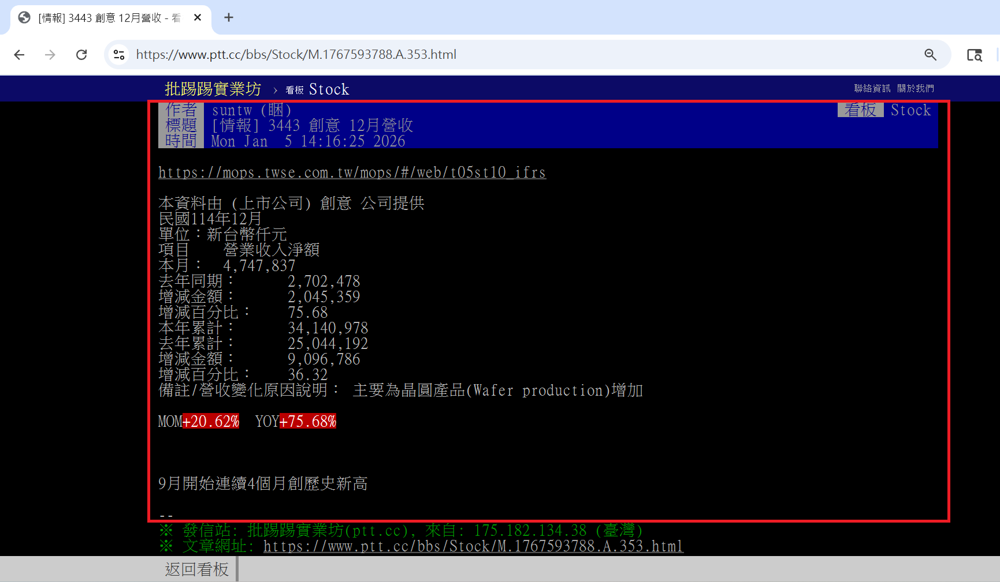 [情報] 3443 創意 12月營收 - 看
https://www.ptt.cc/bbs/Stock/M.1767593788.A.353.html
批踢踢實業坊 › 看板 Stock 聯絡資訊 關於我們
作者 suntw (睏) 看板 Stock
標題 [情報] 3443 創意 12月營收
時間 Mon Jan  5 14:16:25 2026
https://mops.twse.com.tw/mops/#/web/t05st10_ifrs
本資料由 (上市公司) 創意 公司提供
民國114年12月
單位：新台幣仟元
項目 營業收入淨額
本月： 4,747,837
去年同期： 2,702,478
增減金額： 2,045,359
增減百分比： 75.68
本年累計： 34,140,978
去年累計： 25,044,192
增減金額： 9,096,786
增減百分比： 36.32
備註/營收變化原因說明： 主要為晶圓產品(Wafer production)增加
MOM+20.62% YOY+75.68%
9月開始連續4個月創歷史新高
--
※ 發信站: 批踢踢實業坊(ptt.cc), 來自: 175.182.134.38 (臺灣)
※ 文章網址: https://www.ptt.cc/bbs/Stock/M.1767593788.A.353.html
返回看板